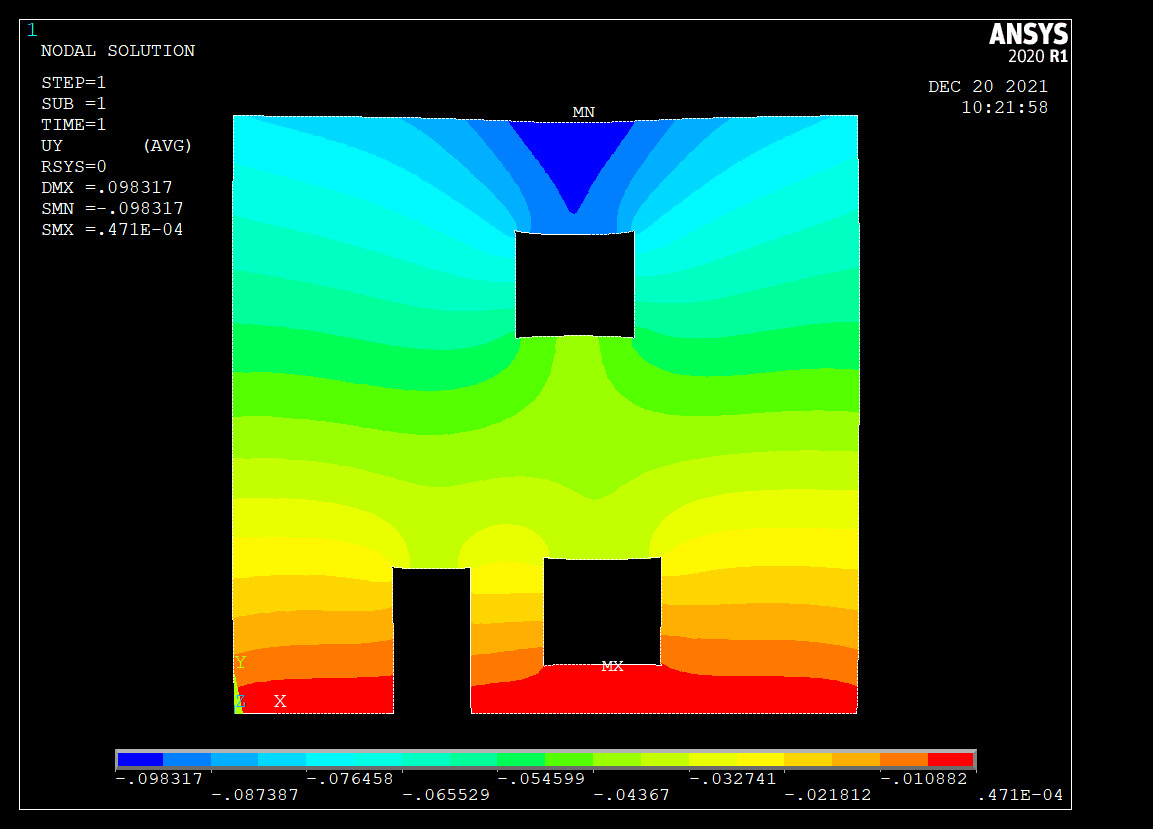 1
ANSYS
2020 R1
NODAL SOLUTION
STEP=1
SUB =1
TIME=1
UY (AVG)
RSYS=0
DMX =.098317
SMN =-.098317
SMX =.471E-04
DEC 20 2021
10:21:58
MN
MX
Y
Z X
-.098317 -.076458 -.054599 -.032741 -.010882
-.087387 -.065529 -.04367 -.021812 .471E-04